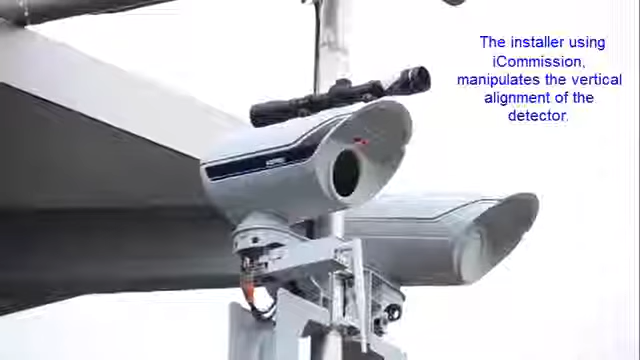 The installer using
iCommission,
manipulates the vertical
alignment of the
detector.